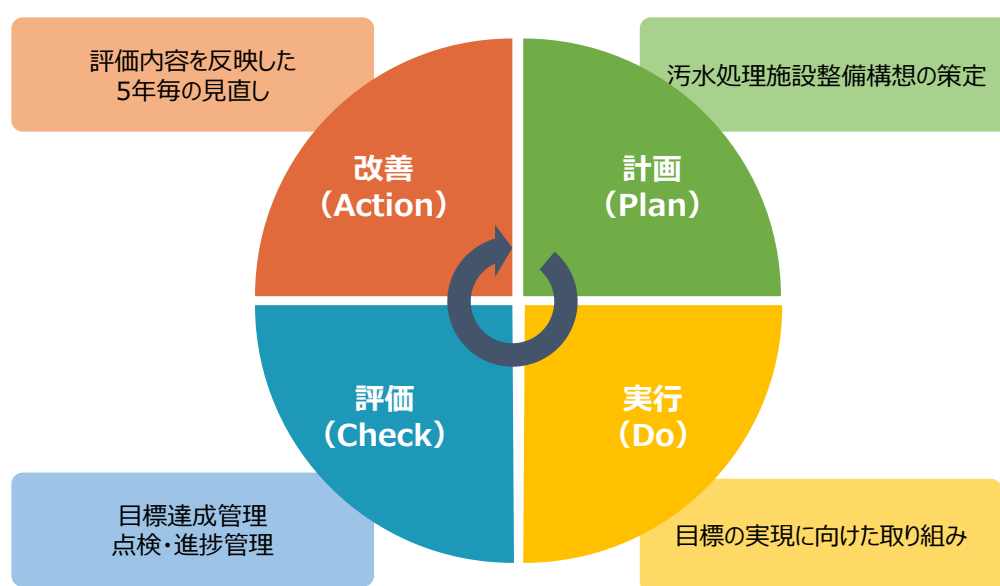 評価内容を反映した
5年毎の見直し
汚水処理施設整備構想の策定
改善
（Action）
計画
（Plan）
評価
（Check）
実行
（Do）
目標達成管理
点検・進捗管理
目標の実現に向けた取り組み